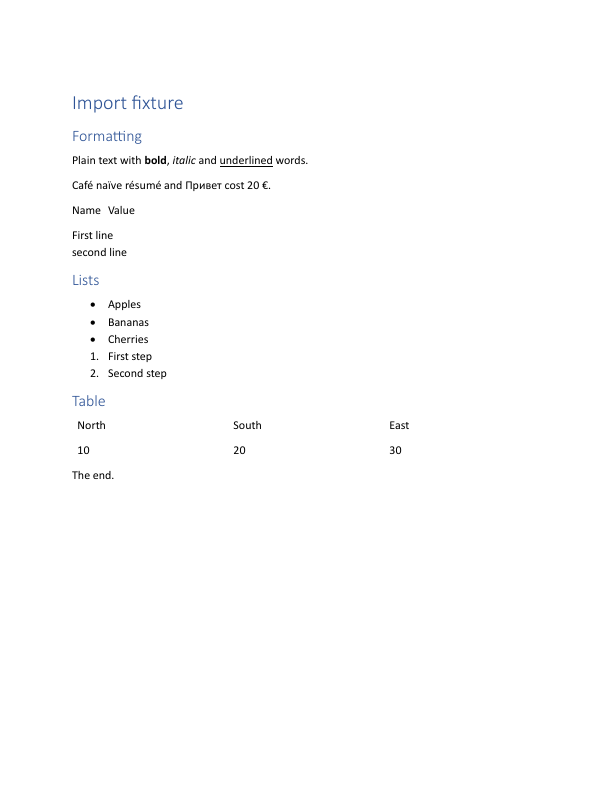 Import fixture
Formatting
Plain text with bold, italic and underlined words.
Café naïve résumé and Привет cost 20 €.
Name Value
First line
second line
Lists
• Apples
• Bananas
• Cherries
1. First step
2. Second step
Table
North South East
10 20 30
The end.